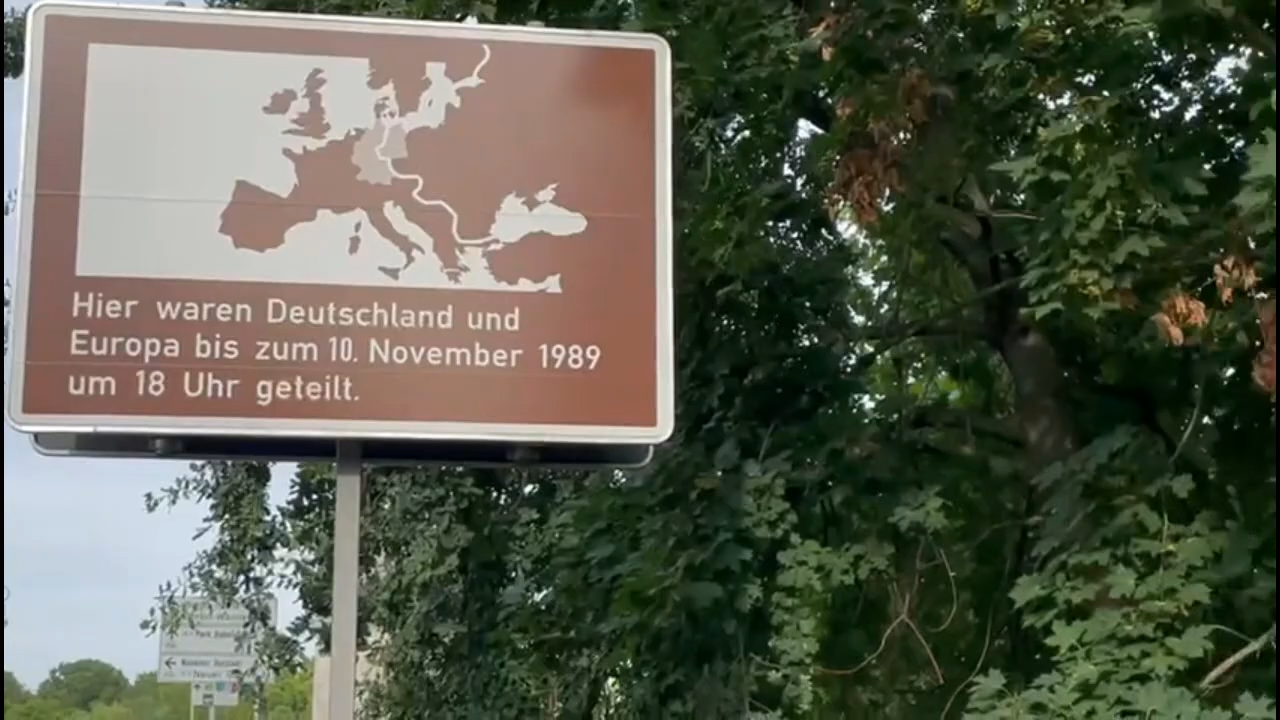 Hier waren Deutschland und
Europa bis zum 10. November 1989
um 18 Uhr geteilt.